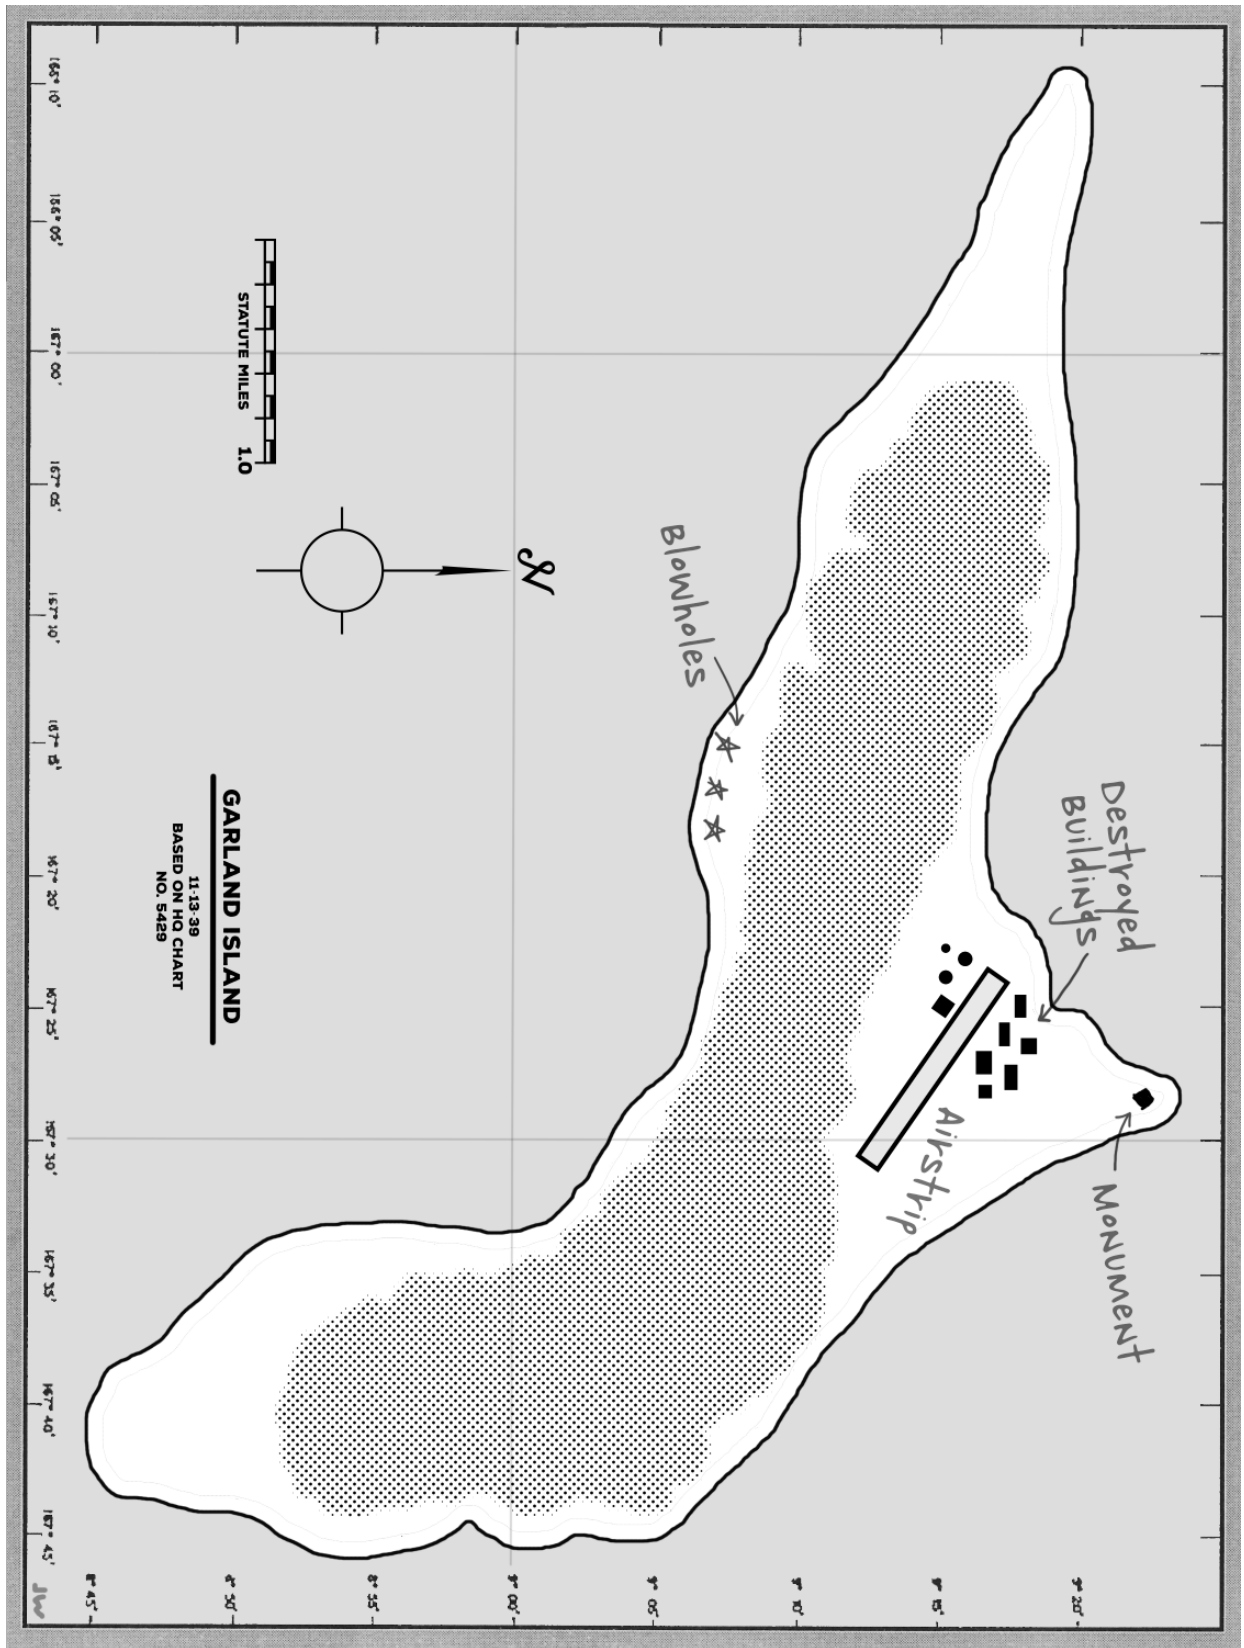 Destroyed
Buildings
MONUMENT
Airstrip
Blowholes
N
STATUTE MILES
1.0
GARLAND ISLAND
11-13-39
BASED ON HQ CHART
NO. 5429
9° 20'
9° 15'
9° 10'
9° 05'
9° 00'
8° 55'
8° 50'
8° 45'
166° 10'
166° 05'
167° 00'
167° 05'
167° 10'
167° 15'
167° 20'
167° 25'
167° 30'
167° 35'
167° 40'
167° 45'
JW